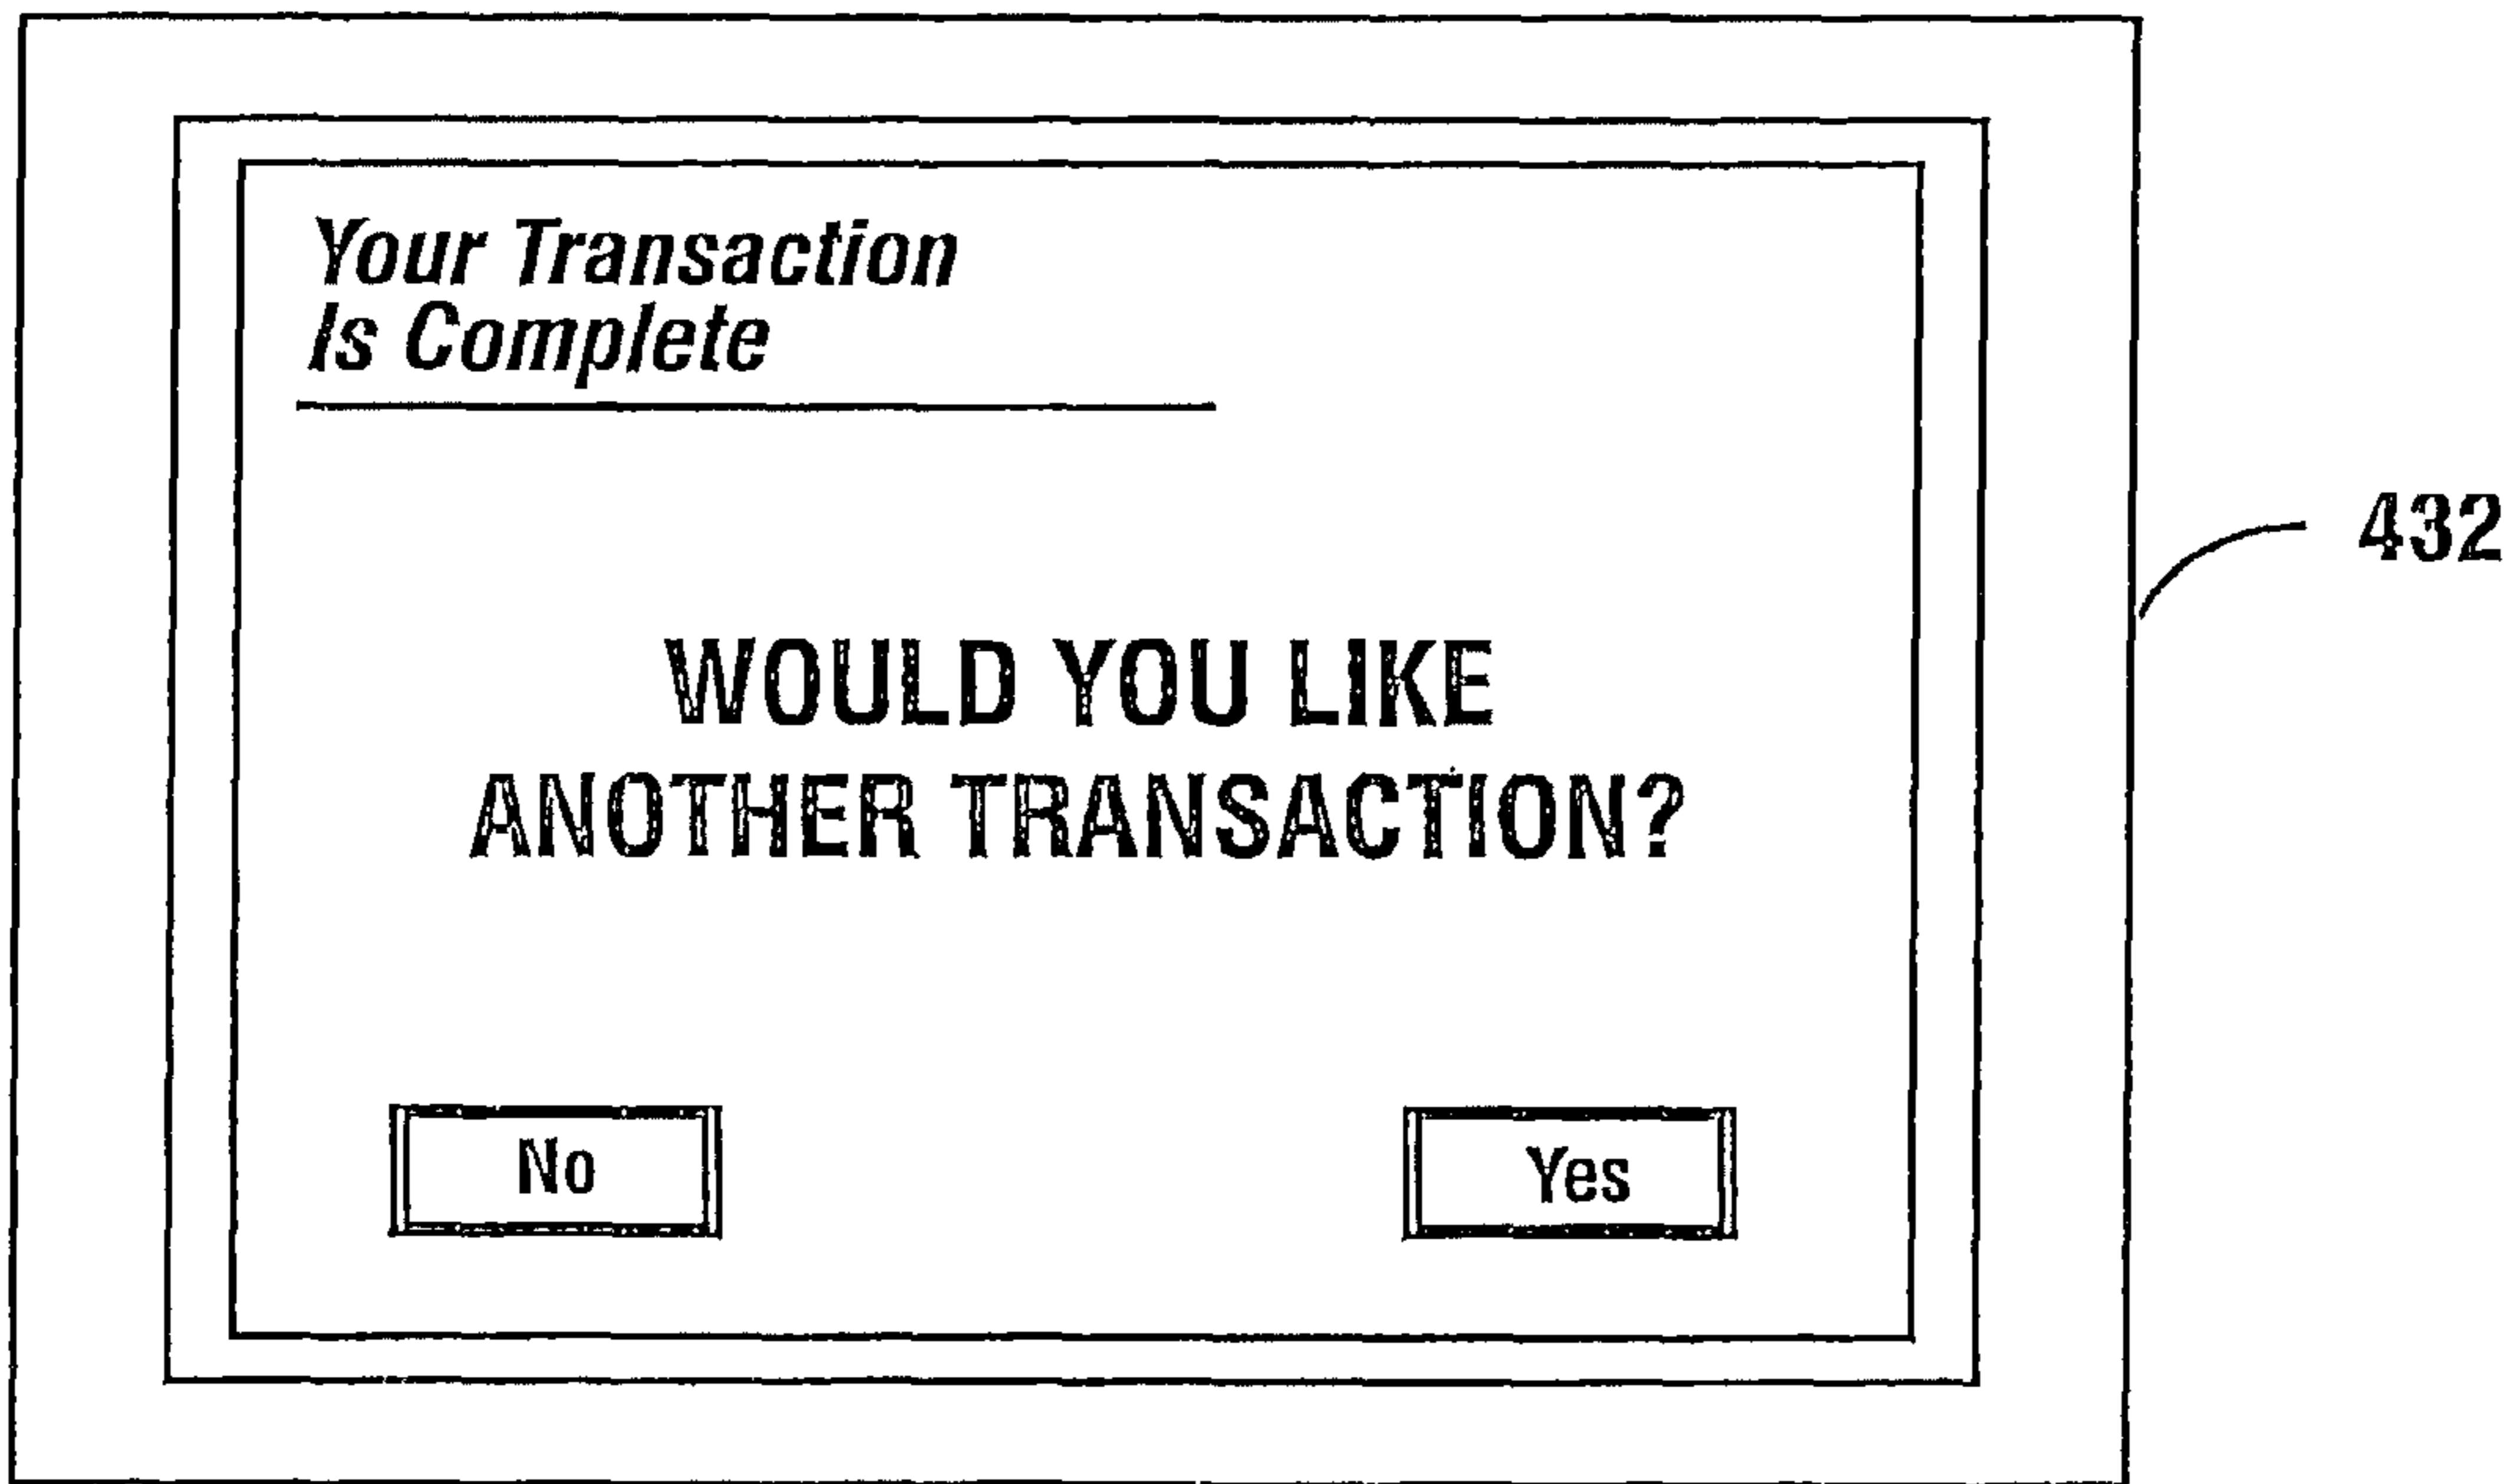 Your Transaction
Is Complete
432
WOULD YOU LIKE
ANOTHER TRANSACTION?
No Yes